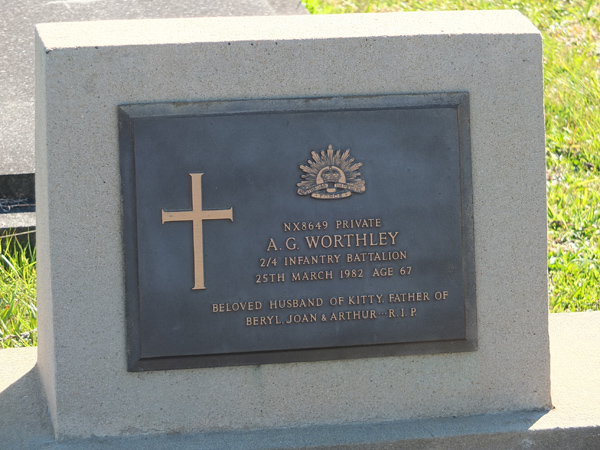 NX8649 PRIVATE
A. G. WORTHLEY
2/4 INFANTRY BATTALION
25TH MARCH 1982 AGE 67
BELOVED HUSBAND OF KITTY, FATHER OF
BERYL, JOAN & ARTHUR... R.I.P.